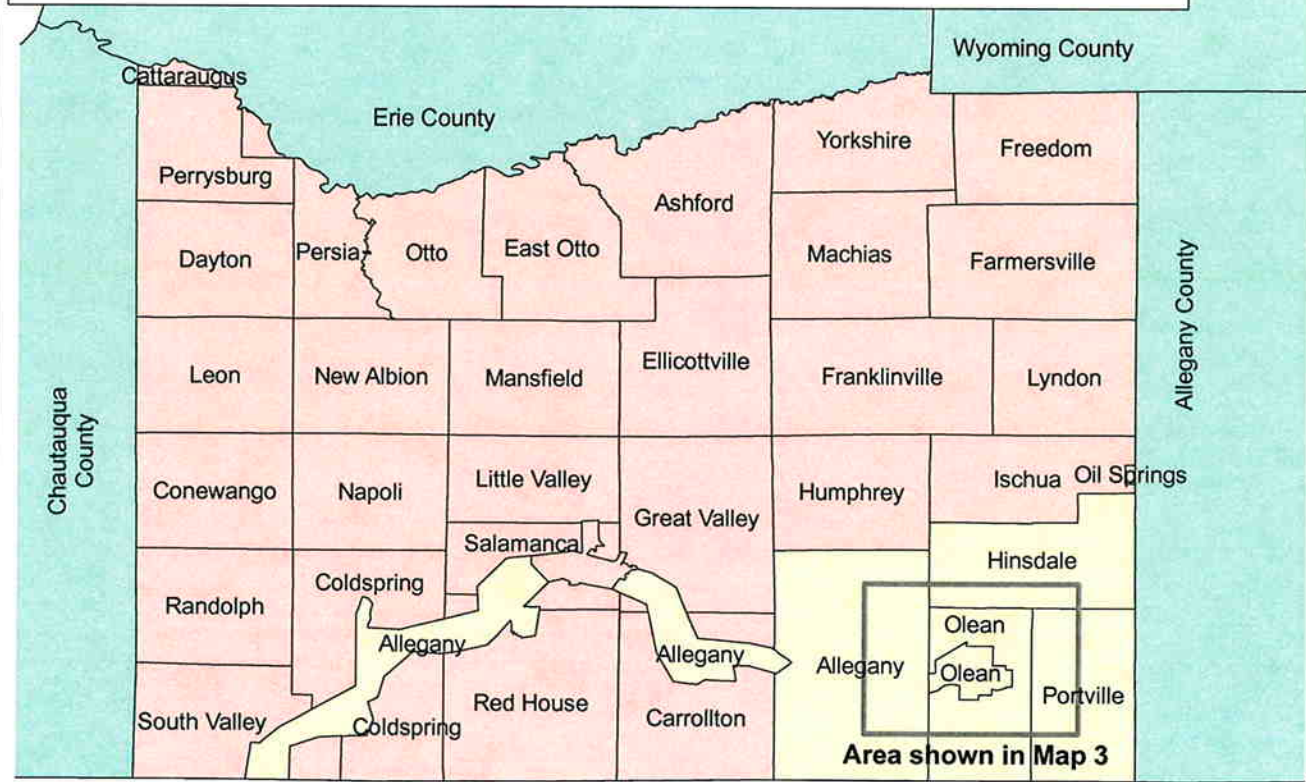 Wyoming County
Cattaraugus
Erie County
Yorkshire
Freedom
Perrysburg
Ashford
Dayton
Persia
Otto
East Otto
Machias
Farmersville
Allegany County
Leon
New Albion
Mansfield
Ellicottville
Franklinville
Lyndon
Chautauqua
County
Conewango
Napoli
Little Valley
Great Valley
Humphrey
Ischua
Oil Springs
Salamanca
Hinsdale
Coldspring
Randolph
Allegany
Allegany
Allegany
Olean
Olean
Portville
South Valley
Coldspring
Red House
Carrollton
Area shown in Map 3